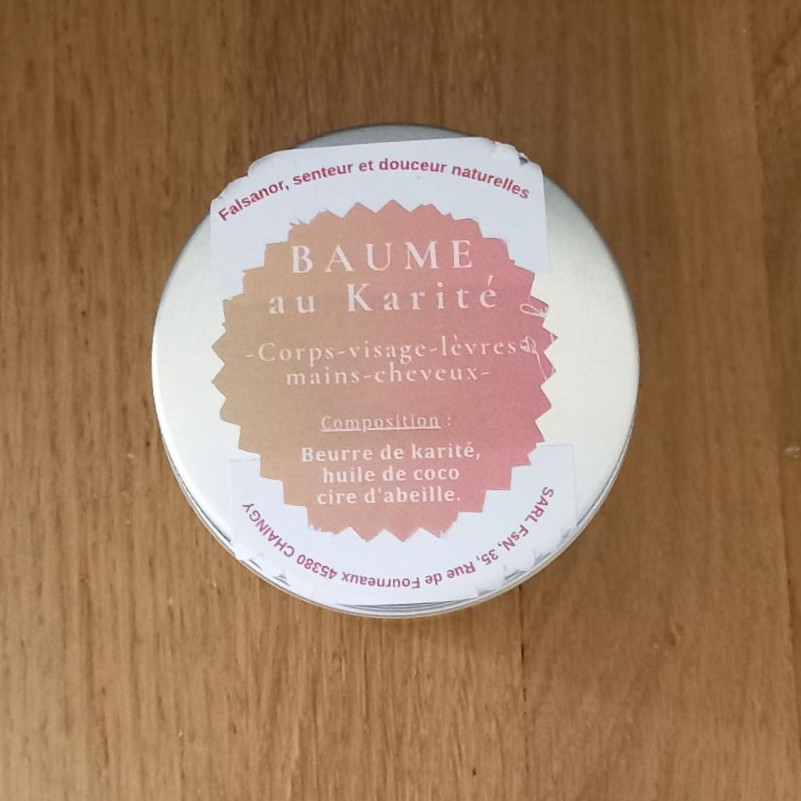 Falsanor, senteur et douceur naturelles
BAUME
au Karité
-Corps-visage-lèvres-
mains-cheveux-
Composition :
Beurre de karité,
huile de coco
cire d'abeille.
SARL FsN, 35, Rue de Fourneaux 45380 CHAINGY